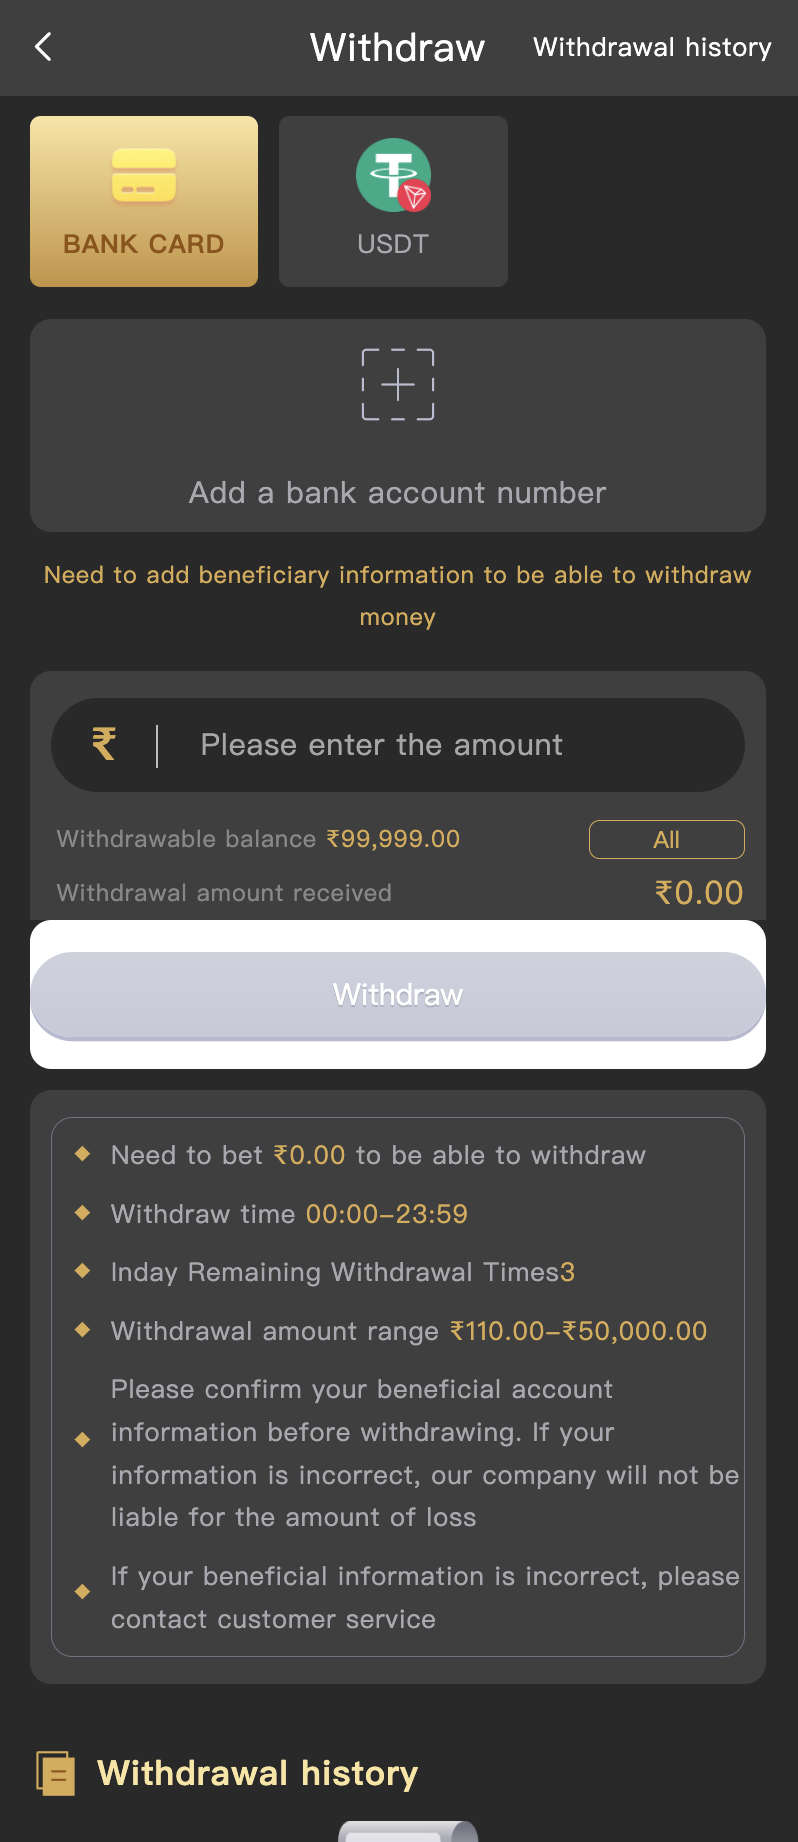 Withdraw
Withdrawal history
BANK CARD
USDT
Add a bank account number
Need to add beneficiary information to be able to withdraw
money
₹
Please enter the amount
Withdrawable balance ₹99,999.00
All
Withdrawal amount received
₹0.00
Withdraw
Need to bet ₹0.00 to be able to withdraw
Withdraw time 00:00–23:59
Inday Remaining Withdrawal Times3
Withdrawal amount range ₹110.00–₹50,000.00
Please confirm your beneficial account
information before withdrawing. If your
information is incorrect, our company will not be
liable for the amount of loss
If your beneficial information is incorrect, please
contact customer service
Withdrawal history